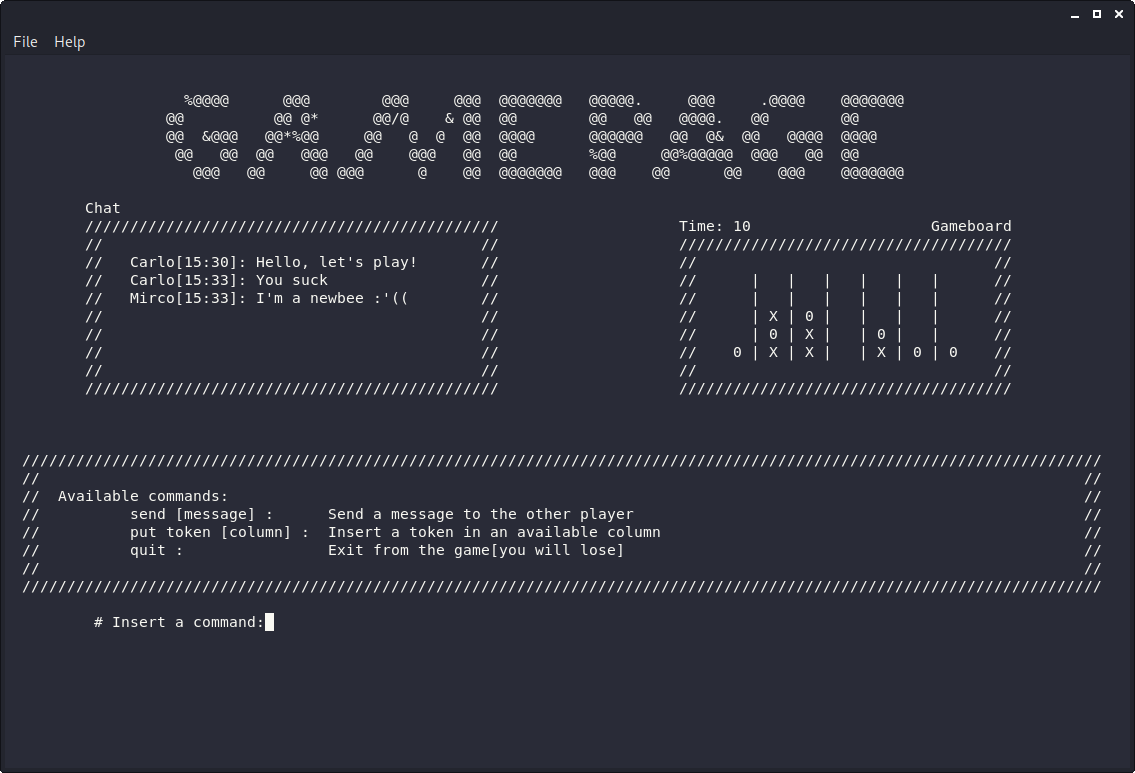 File Help
GAME PAGE
Chat
Time: 10 Gameboard
Carlo[15:30]: Hello, let's play!
Carlo[15:33]: You suck
Mirco[15:33]: I'm a newbee :'((
| | | | | |
| | | | | |
| X | 0 | | | |
| 0 | X | | 0 | |
0 | X | X | | X | 0 | 0
Available commands:
send [message] : Send a message to the other player
put token [column] : Insert a token in an available column
quit : Exit from the game[you will lose]
# Insert a command: